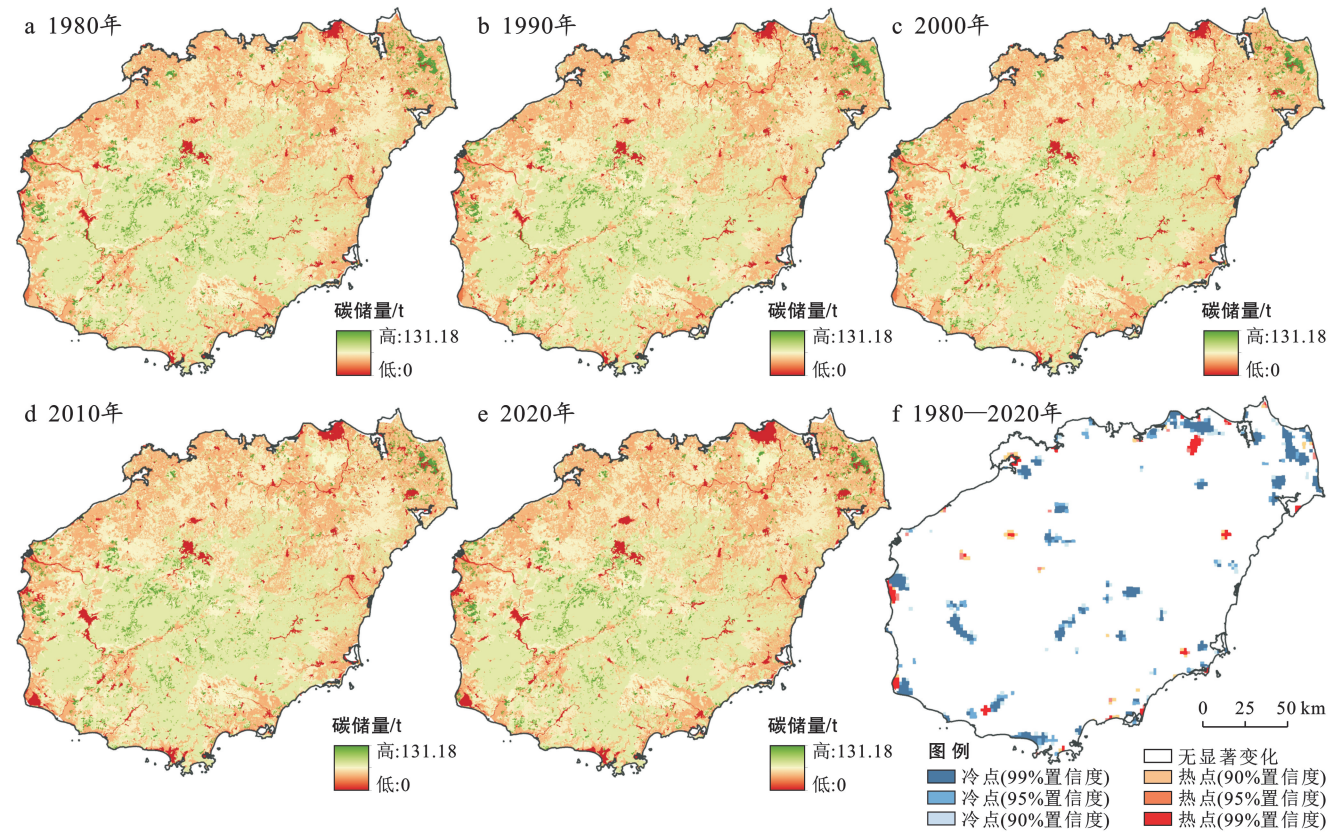 a 1980年
b 1990年
c 2000年
碳储量/t
高:131.18
低:0
碳储量/t
高:131.18
低:0
碳储量/t
高:131.18
低:0
d 2010年
e 2020年
f 1980—2020年
碳储量/t
高:131.18
低:0
碳储量/t
高:131.18
低:0
0 25 50 km
图例
冷点(99%置信度)
冷点(95%置信度)
冷点(90%置信度)
无显著变化
热点(90%置信度)
热点(95%置信度)
热点(99%置信度)